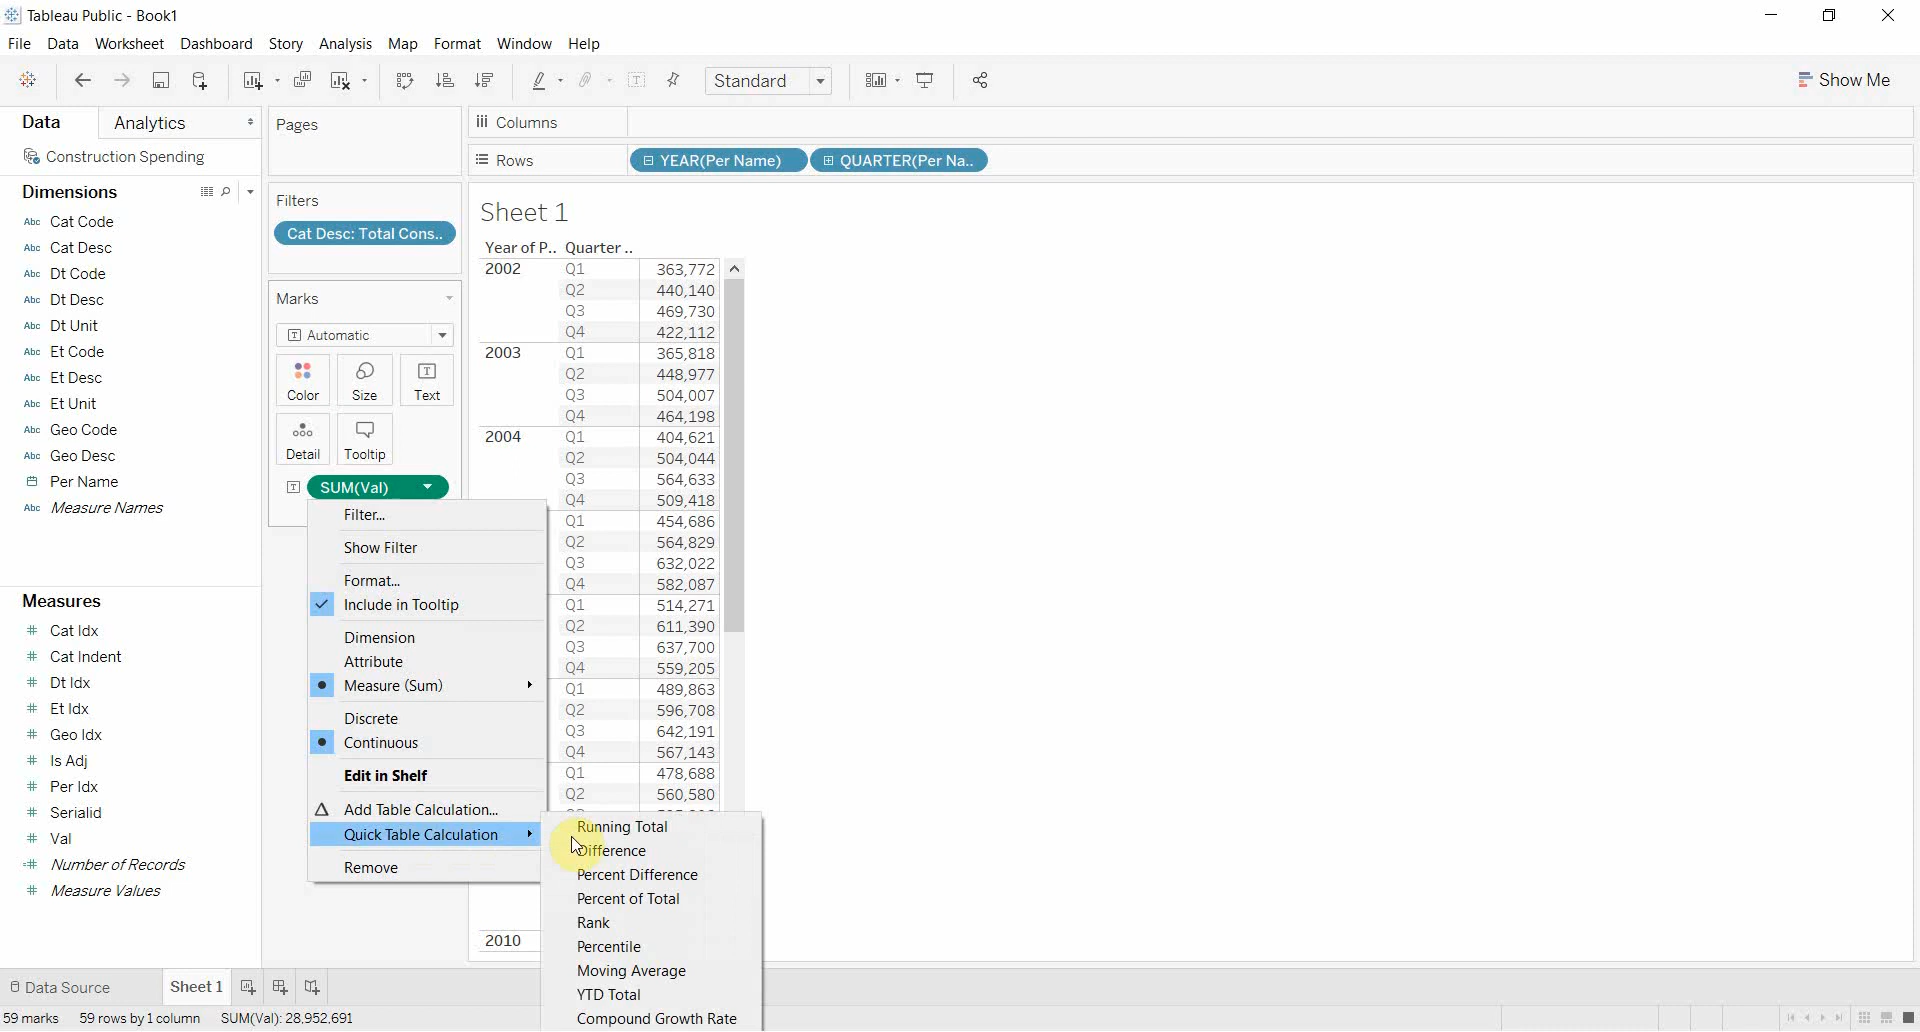 Tableau Public - Book1
File Data Worksheet Dashboard Story Analysis Map Format Window Help
Standard
Show Me
Data Analytics
Construction Spending
Dimensions
Abc Cat Code
Abc Cat Desc
Abc Dt Code
Abc Dt Desc
Abc Dt Unit
Abc Et Code
Abc Et Desc
Abc Et Unit
Abc Geo Code
Abc Geo Desc
Per Name
Abc Measure Names
Measures
# Cat Idx
# Cat Indent
# Dt Idx
# Et Idx
# Geo Idx
# Is Adj
# Per Idx
# Serialid
# Val
=# Number of Records
# Measure Values
Pages
Filters
Cat Desc: Total Cons..
Marks
T Automatic
Color Size T Text
Detail Tooltip
T SUM(Val)
Filter...
Show Filter
Format...
Include in Tooltip
Dimension
Attribute
Measure (Sum)
Discrete
Continuous
Edit in Shelf
Add Table Calculation...
Quick Table Calculation
Remove
Running Total
Difference
Percent Difference
Percent of Total
Rank
Percentile
Moving Average
YTD Total
Compound Growth Rate
Columns
Rows YEAR(Per Name) QUARTER(Per Na..
Sheet 1
Year of P.. Quarter ..
2002 Q1 363,772
Q2 440,140
Q3 469,730
Q4 422,112
2003 Q1 365,818
Q2 448,977
Q3 504,007
Q4 464,198
2004 Q1 404,621
Q2 504,044
Q3 564,633
Q4 509,418
Q1 454,686
Q2 564,829
Q3 632,022
Q4 582,087
Q1 514,271
Q2 611,390
Q3 637,700
Q4 559,205
Q1 489,863
Q2 596,708
Q3 642,191
Q4 567,143
Q1 478,688
Q2 560,580
2010
Data Source Sheet 1
59 marks 59 rows by 1 column SUM(Val): 28,952,691